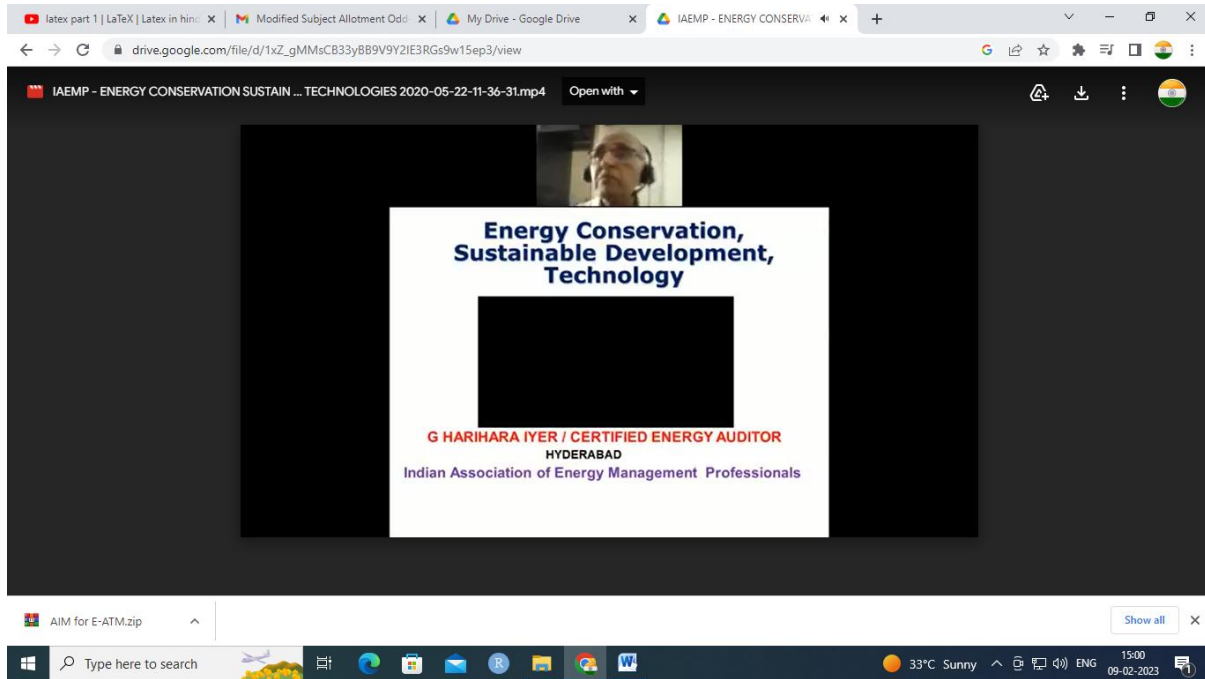 latex part 1 | LaTeX | Latex in hind
Modified Subject Allotment Odd
My Drive - Google Drive
IAEMP - ENERGY CONSERVA
drive.google.com/file/d/1xZ_gMMsCB33yBB9V9Y2IE3RGs9w15ep3/view
IAEMP - ENERGY CONSERVATION SUSTAIN ... TECHNOLOGIES 2020-05-22-11-36-31.mp4
Open with
Energy Conservation,
Sustainable Development,
Technology
G HARIHARA IYER / CERTIFIED ENERGY AUDITOR
HYDERABAD
Indian Association of Energy Management Professionals
AIM for E-ATM.zip
Show all
Type here to search
33°C Sunny
ENG
15:00
09-02-2023